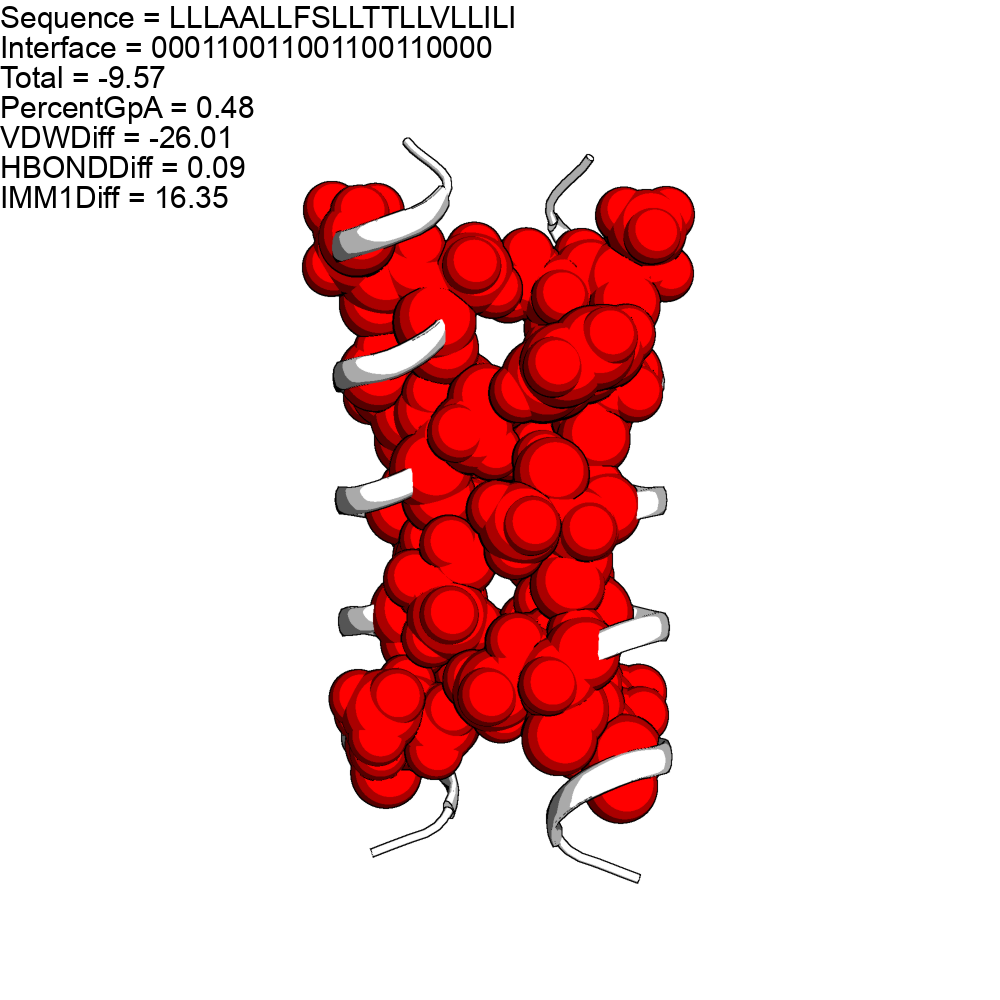 Sequence = LLLAALLFSLLTTLLVLLILI
Interface = 000110011001100110000
Total = -9.57
PercentGpA = 0.48
VDWDiff = -26.01
HBONDDiff = 0.09
IMM1Diff = 16.35